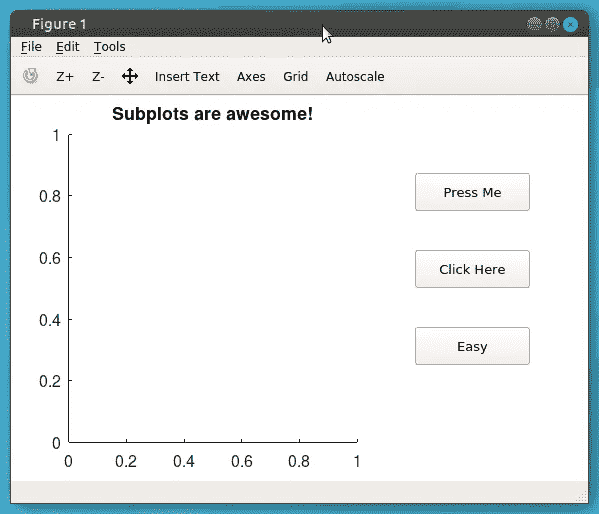 Figure 1
File Edit Tools
Z+ Z- Insert Text Axes Grid Autoscale
Subplots are awesome!
1
0.8
0.6
0.4
0.2
0
0 0.2 0.4 0.6 0.8 1
Press Me
Click Here
Easy